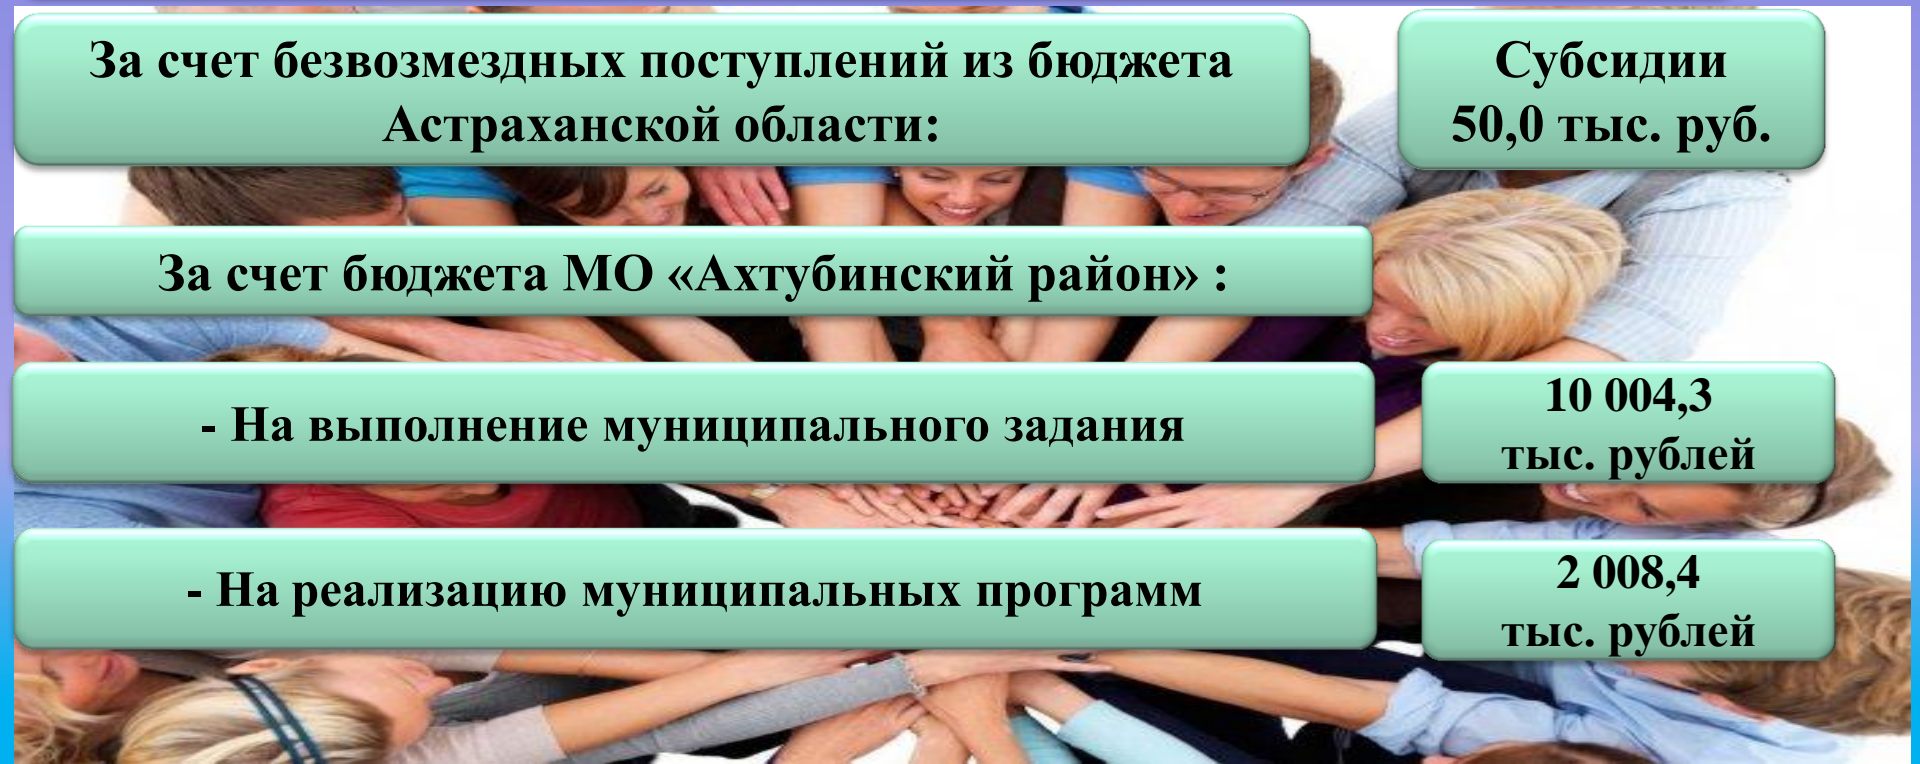 За счет безвозмездных поступлений из бюджета
Астраханской области:
Субсидии
50,0 тыс. руб.
За счет бюджета МО «Ахтубинский район» :
- На выполнение муниципального задания
10 004,3
тыс. рублей
- На реализацию муниципальных программ
2 008,4
тыс. рублей